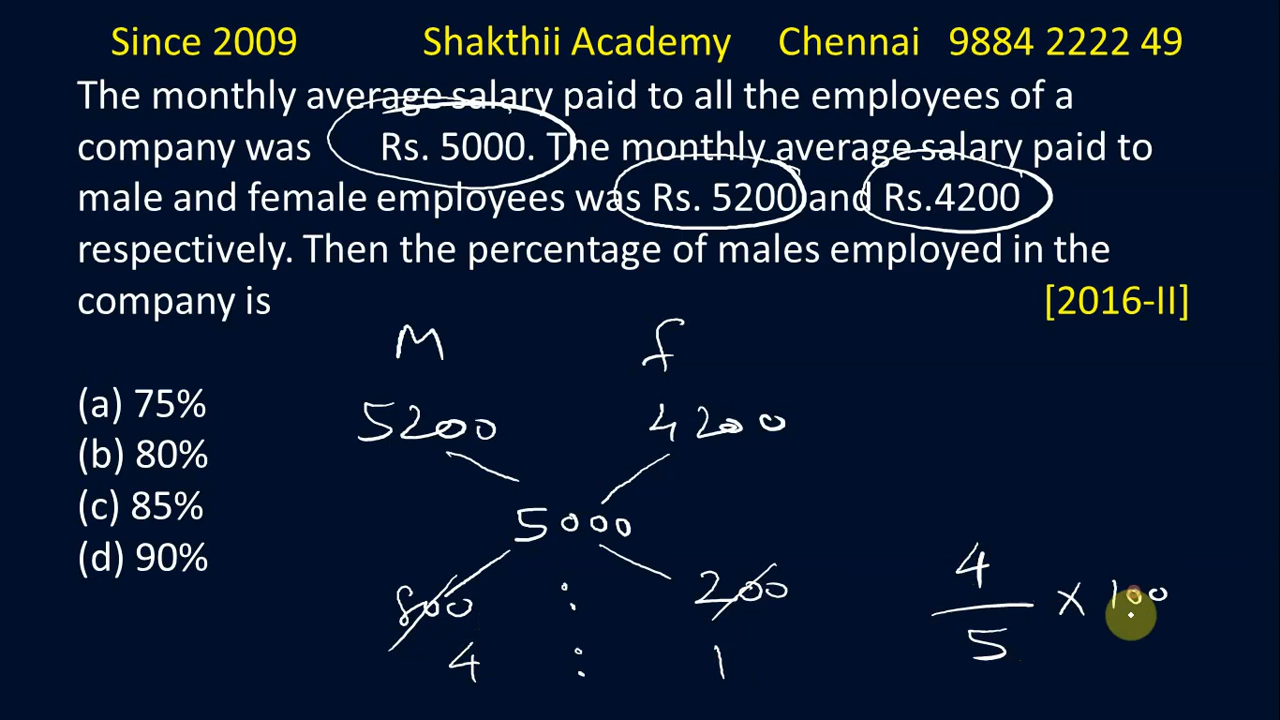 Since 2009 Shakthii Academy Chennai 9884 2222 49
The monthly average salary paid to all the employees of a
company was Rs. 5000. The monthly average salary paid to
male and female employees was Rs. 5200 and Rs.4200
respectively. Then the percentage of males employed in the
company is [2016-II]
M f
(a) 75%
5200 4200
(b) 80%
(c) 85%
5000
(d) 90%
800 : 200
4 : 1
4
5 × 100